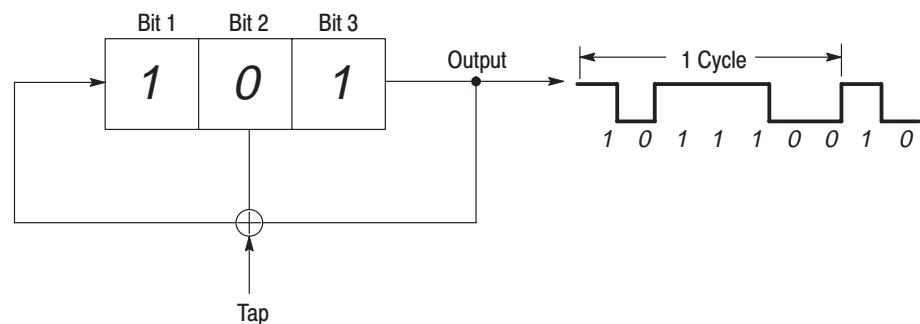 Bit 1 Bit 2 Bit 3
1 0 1
Output
1 Cycle
1 0 1 1 1 0 0 1 0
Tap